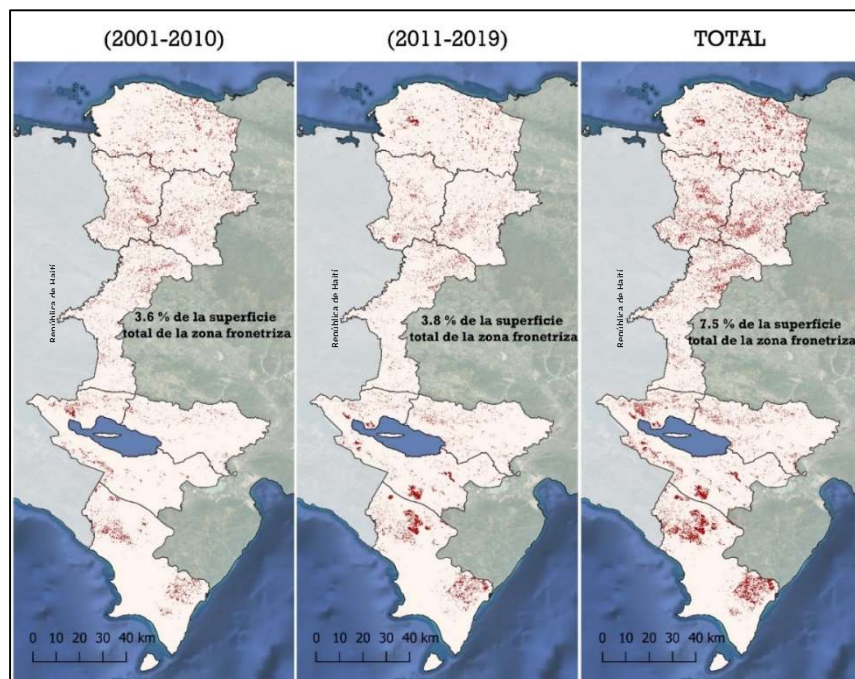 (2001-2010)
(2011-2019)
TOTAL
República de Haití
3.6 % de la superficie
total de la zona fronetriza
0 10 20 30 40 km
República de Haití
3.8 % de la superficie
total de la zona fronetriza
0 10 20 30 40 km
República de Haití
7.5 % de la superficie
total de la zona fronetriza
0 10 20 30 40 km